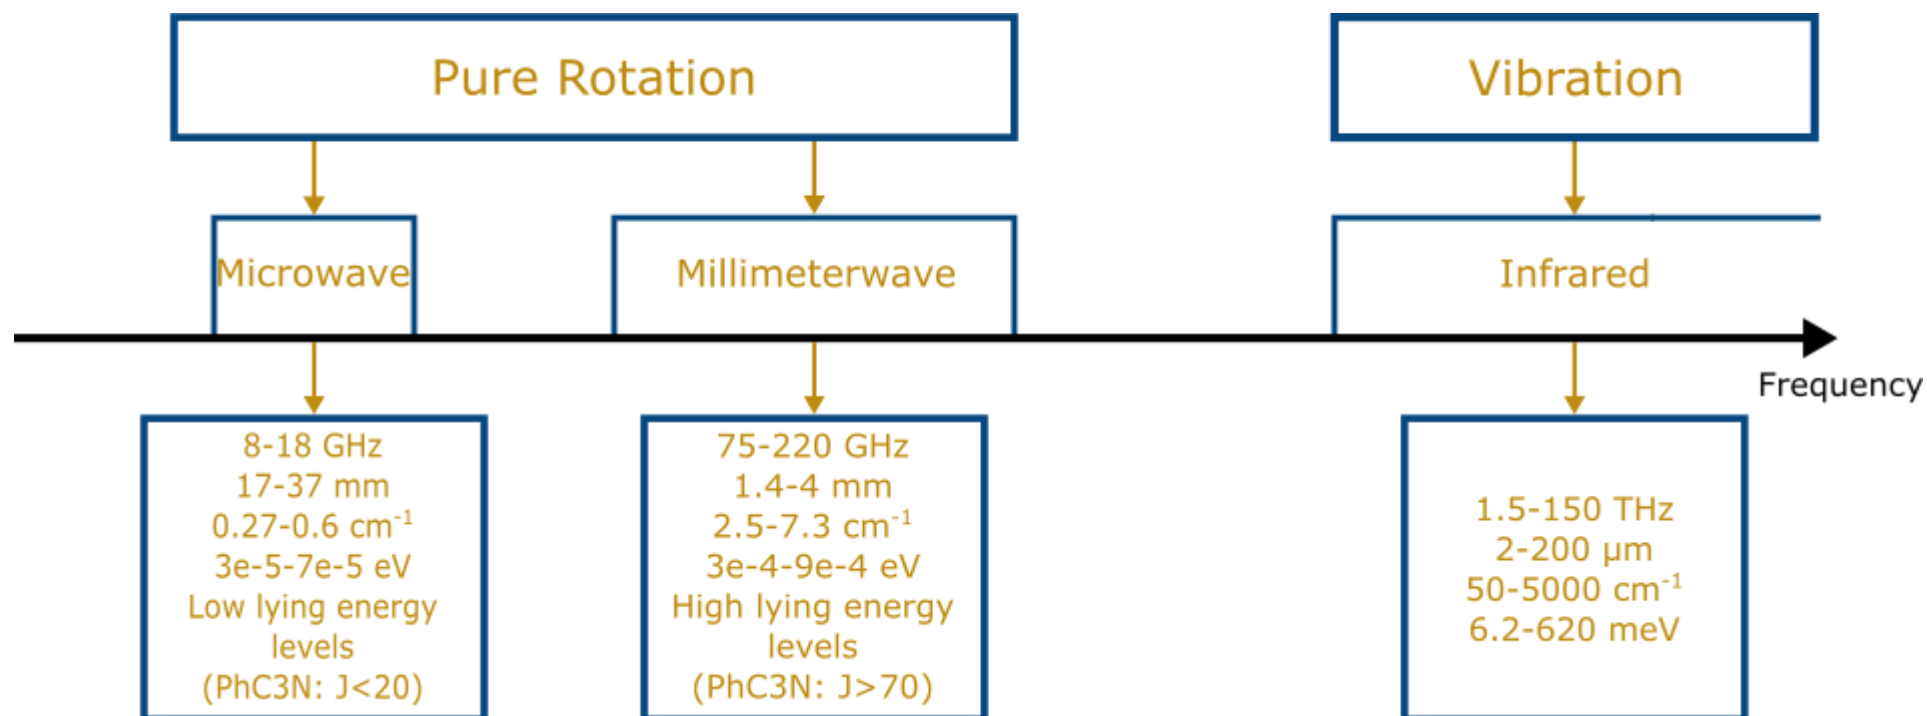 Pure Rotation
Vibration
Microwave
Millimeterwave
Infrared
Frequency
8-18 GHz
17-37 mm
0.27-0.6 cm⁻¹
3e-5-7e-5 eV
Low lying energy
levels
(PhC3N: J<20)
75-220 GHz
1.4-4 mm
2.5-7.3 cm⁻¹
3e-4-9e-4 eV
High lying energy
levels
(PhC3N: J>70)
1.5-150 THz
2-200 µm
50-5000 cm⁻¹
6.2-620 meV